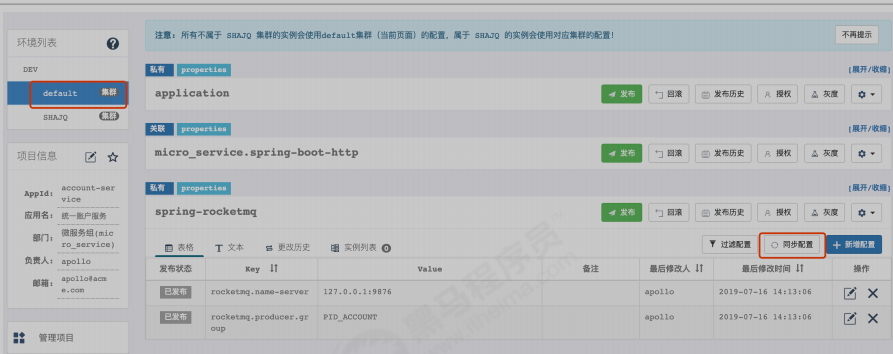 环境列表
注意：所有不属于 SHAJQ 集群的实例会使用default集群（当前页面）的配置，属于 SHAJQ 的实例会使用对应集群的配置！
不再提示
DEV
default 集群
SHAJQ 集群
项目信息
AppId: account-ser
vice
应用名: 统一账户服务
部门: 微服务组(mic
ro_service)
负责人: apollo
邮箱: apollo@acm
e.com
管理项目
私有 properties
[展开/收缩]
application
发布 回滚 发布历史 授权 灰度
关联 properties
[展开/收缩]
micro_service.spring-boot-http
发布 回滚 发布历史 授权 灰度
私有 properties
[展开/收缩]
spring-rocketmq
发布 回滚 发布历史 授权 灰度
表格 文本 更改历史 实例列表 0
过滤配置 同步配置 新增配置
发布状态 Key Value 备注 最后修改人 最后修改时间 操作
已发布 rocketmq.name-server 127.0.0.1:9876 apollo 2019-07-16 14:13:06
已发布 rocketmq.producer.gr
oup PID_ACCOUNT apollo 2019-07-16 14:13:06
黑马程序员
www.itheima.com